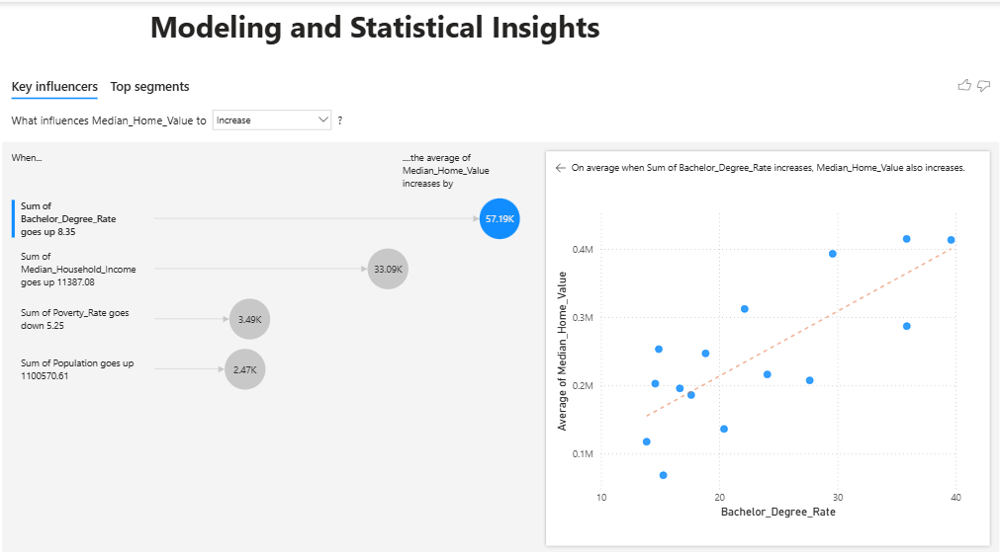 Modeling and Statistical Insights
Key influencers Top segments
What influences Median_Home_Value to Increase ?
When...
....the average of
Median_Home_Value
increases by
Sum of
Bachelor_Degree_Rate
goes up 8.35
57.19K
Sum of
Median_Household_Income
goes up 11387.08
33.09K
Sum of Poverty_Rate goes
down 5.25
3.49K
Sum of Population goes up
1100570.61
2.47K
On average when Sum of Bachelor_Degree_Rate increases, Median_Home_Value also increases.
Average of Median_Home_Value
0.4M
0.3M
0.2M
0.1M
10 20 30 40
Bachelor_Degree_Rate